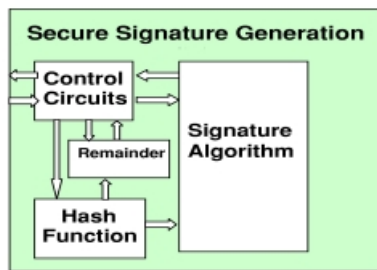 Secure Signature Generation
Control
Circuits
Signature
Algorithm
Remainder
Hash
Function